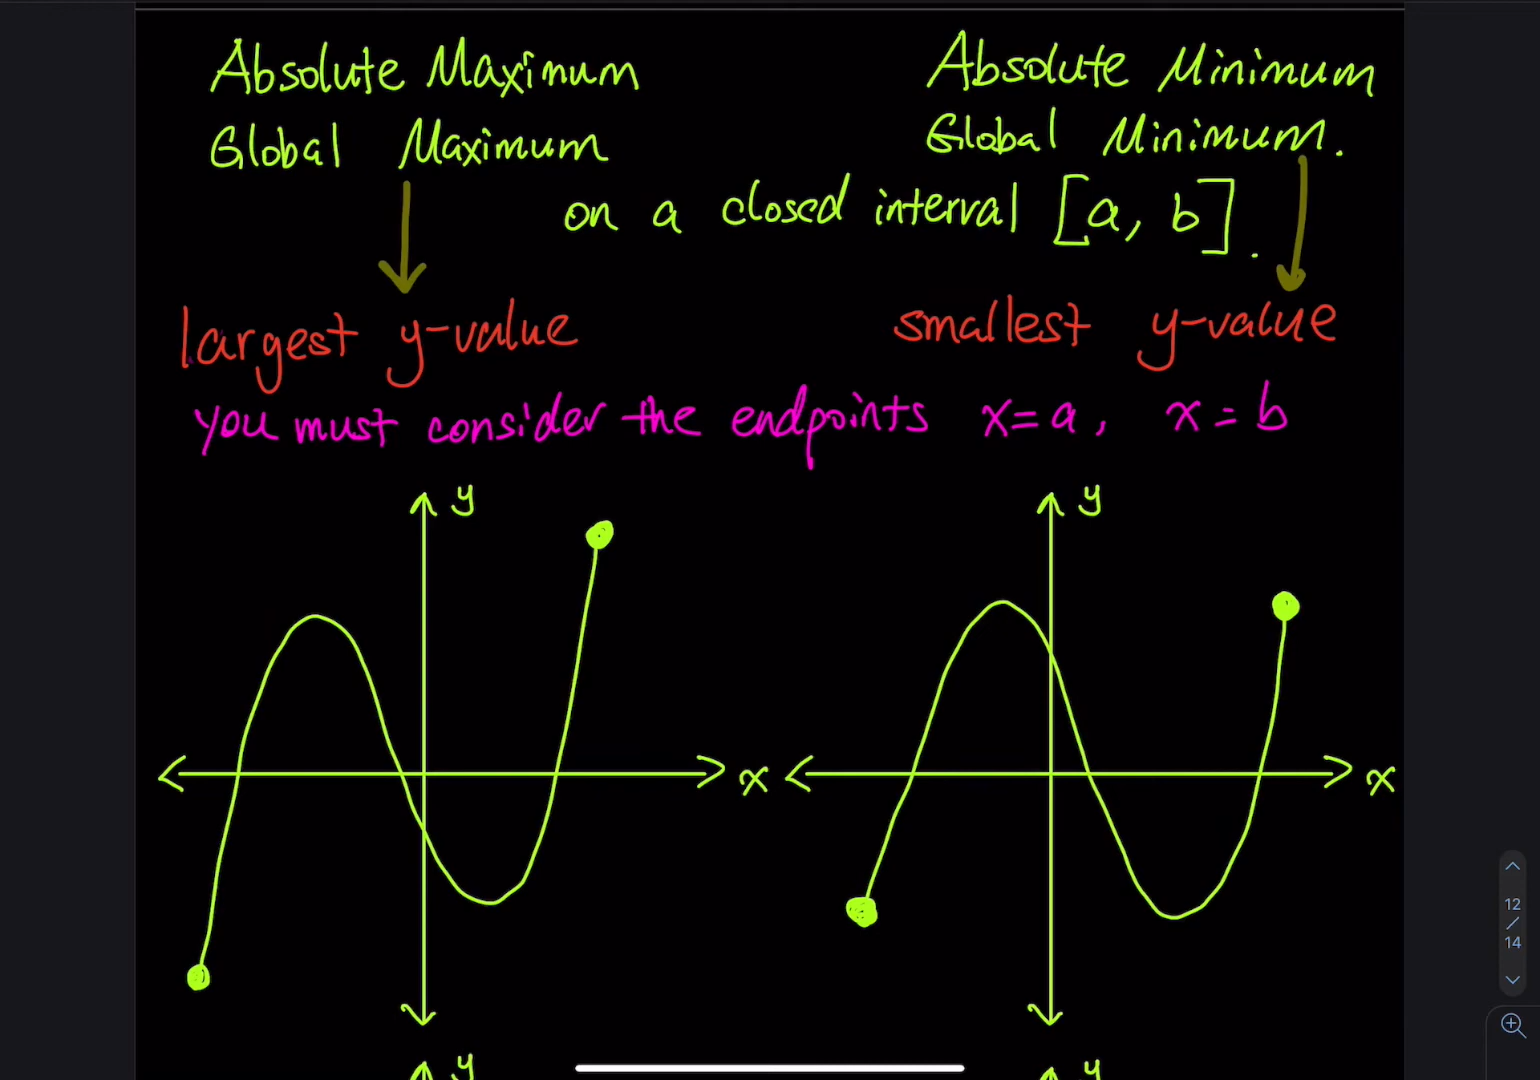 Absolute Maximum
Absolute Minimum
Global Maximum
Global Minimum.
on a closed interval [a, b].
largest y-value
smallest y-value
you must consider the endpoints x=a, x=b
y
y
x
x
12
/
14
y
y